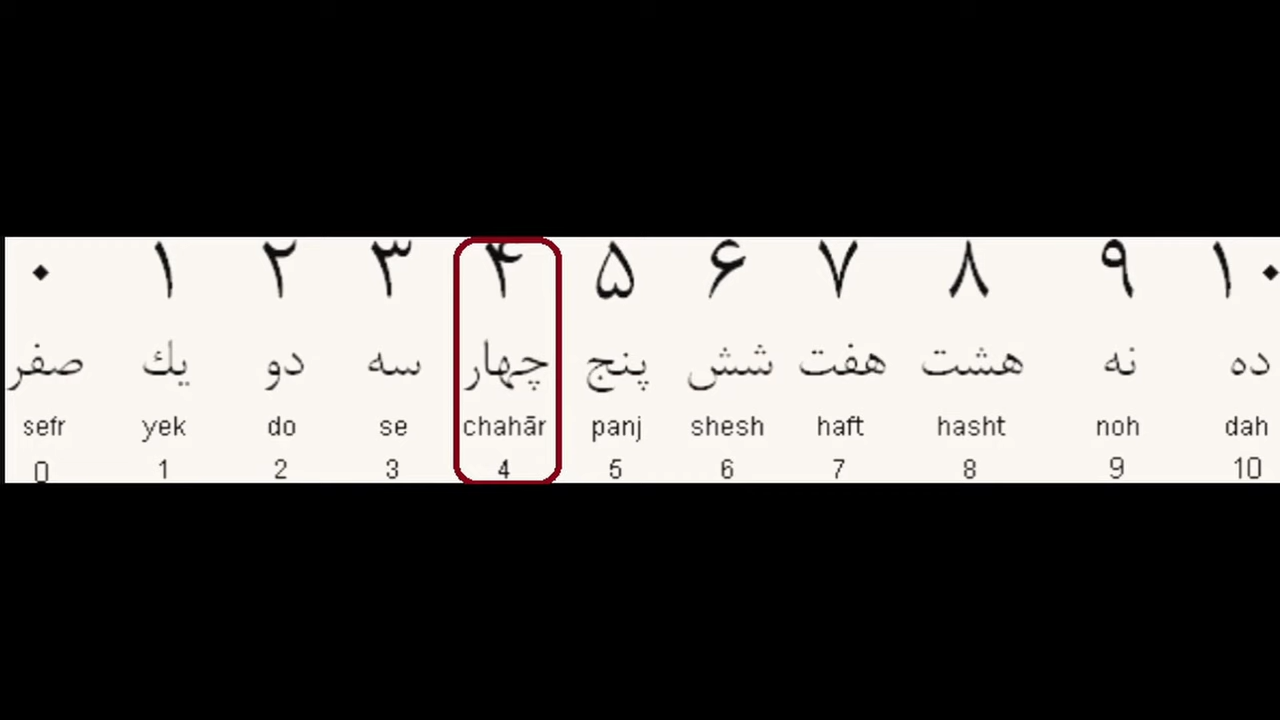 ۰ ۱ ۲ ۳ ۴ ۵ ۶ ۷ ۸ ۹ ۱۰
صفر يك دو سه چهار پنج شش هفت هشت نه ده
sefr yek do se chahār panj shesh haft hasht noh dah
0 1 2 3 4 5 6 7 8 9 10